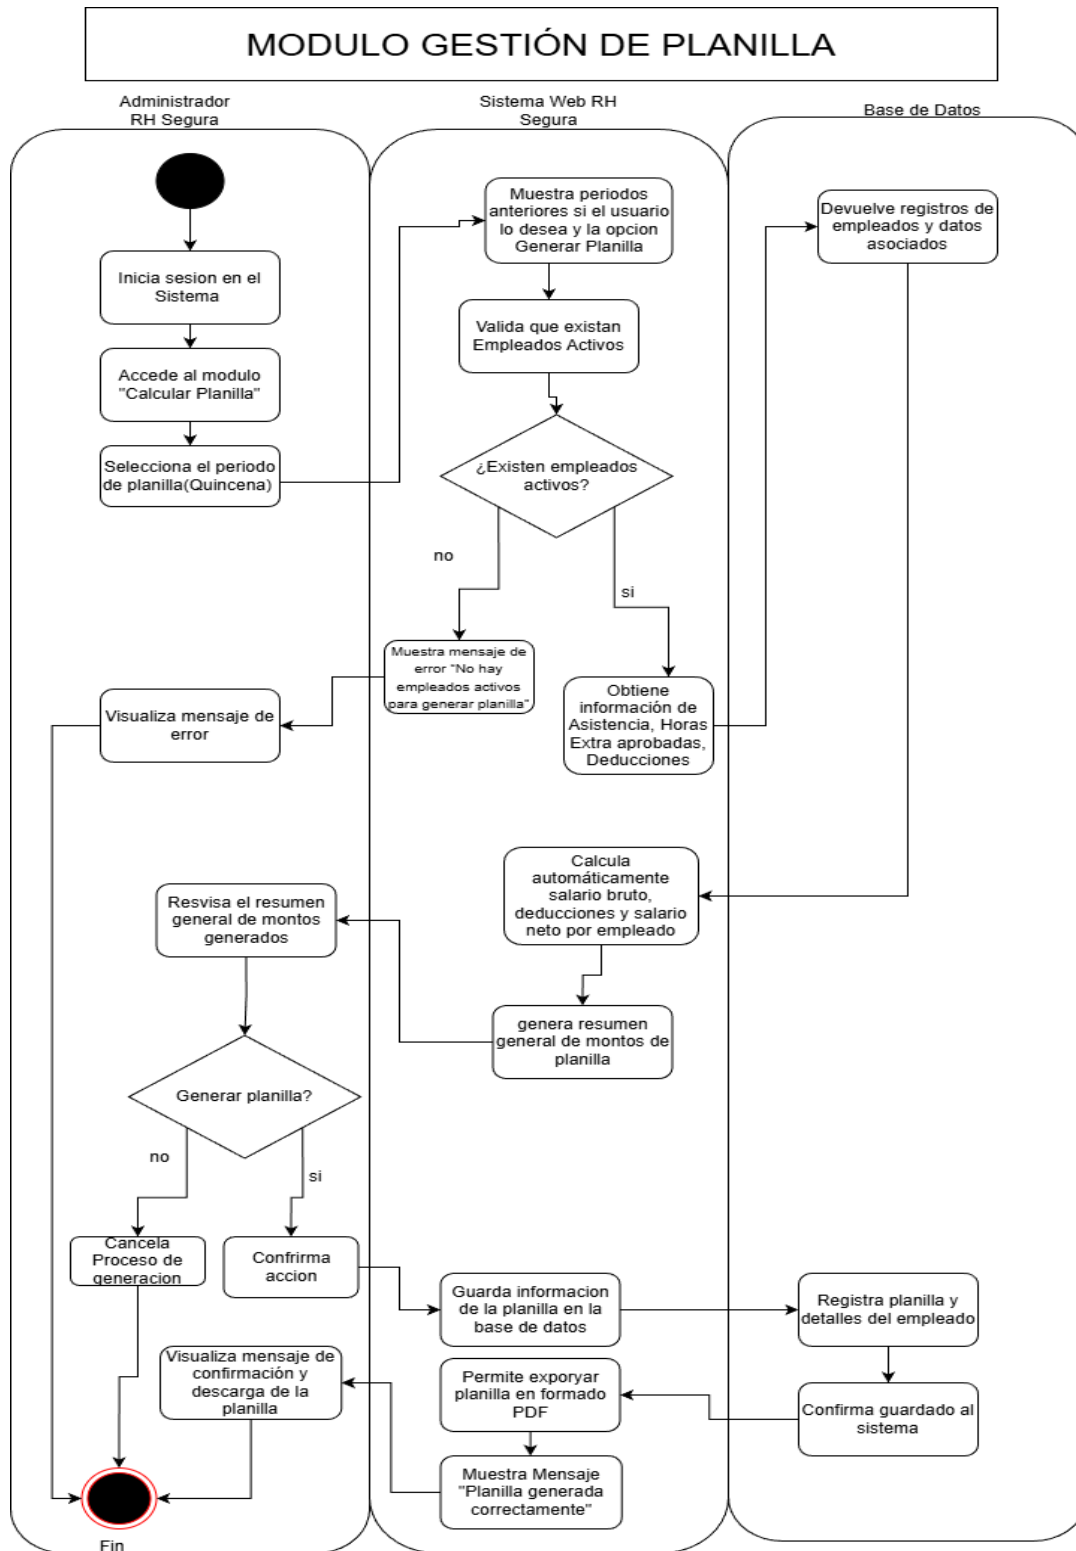 MODULO GESTIÓN DE PLANILLA
Administrador
RH Segura
Sistema Web RH
Segura
Base de Datos
Muestra periodos
anteriores si el usuario
lo desea y la opcion
Generar Planilla
Devuelve registros de
empleados y datos
asociados
Inicia sesion en el
Sistema
Valida que existan
Empleados Activos
Accede al modulo
"Calcular Planilla"
Selecciona el periodo
de planilla(Quincena)
¿Existen empleados
activos?
no
si
Muestra mensaje de
error "No hay
empleados activos
para generar planilla"
Visualiza mensaje de
error
Obtiene
información de
Asistencia, Horas
Extra aprobadas,
Deducciones
Calcula
automáticamente
salario bruto,
deducciones y salario
neto por empleado
Resvisa el resumen
general de montos
generados
genera resumen
general de montos de
planilla
Generar planilla?
no
si
Cancela
Proceso de
generacion
Confrirma
accion
Guarda informacion
de la planilla en la
base de datos
Registra planilla y
detalles del empleado
Visualiza mensaje de
confirmación y
descarga de la
planilla
Permite exporyar
planilla en formado
PDF
Confirma guardado al
sistema
Muestra Mensaje
"Planilla generada
correctamente"
Fin